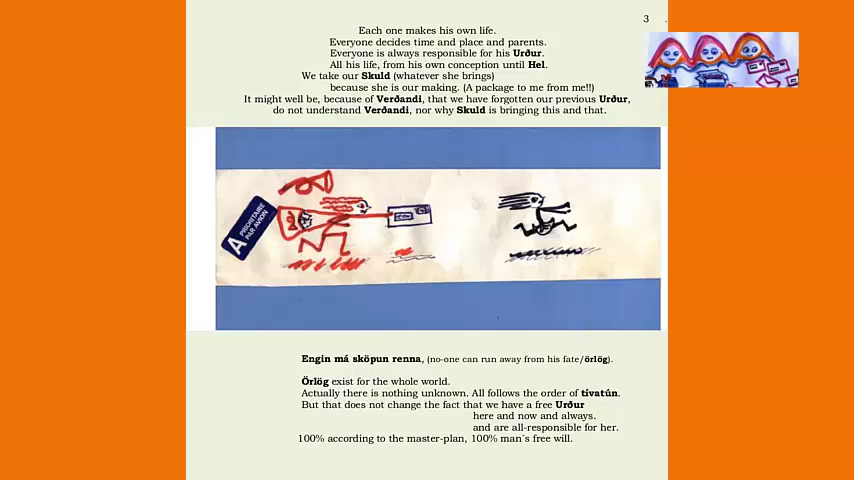 3
Each one makes his own life.
Everyone decides time and place and parents.
Everyone is always responsible for his Urður.
All his life, from his own conception until Hel.
We take our Skuld (whatever she brings)
because she is our making. (A package to me from me!!)
It might well be, because of Verðandi, that we have forgotten our previous Urður,
do not understand Verðandi, nor why Skuld is bringing this and that.
A PRIORITAIRE
PAR AVION
Engin má sköpun renna, (no-one can run away from his fate/örlög).
Örlög exist for the whole world.
Actually there is nothing unknown. All follows the order of tívatún.
But that does not change the fact that we have a free Urður
here and now and always.
and are all-responsible for her.
100% according to the master-plan, 100% man´s free will.